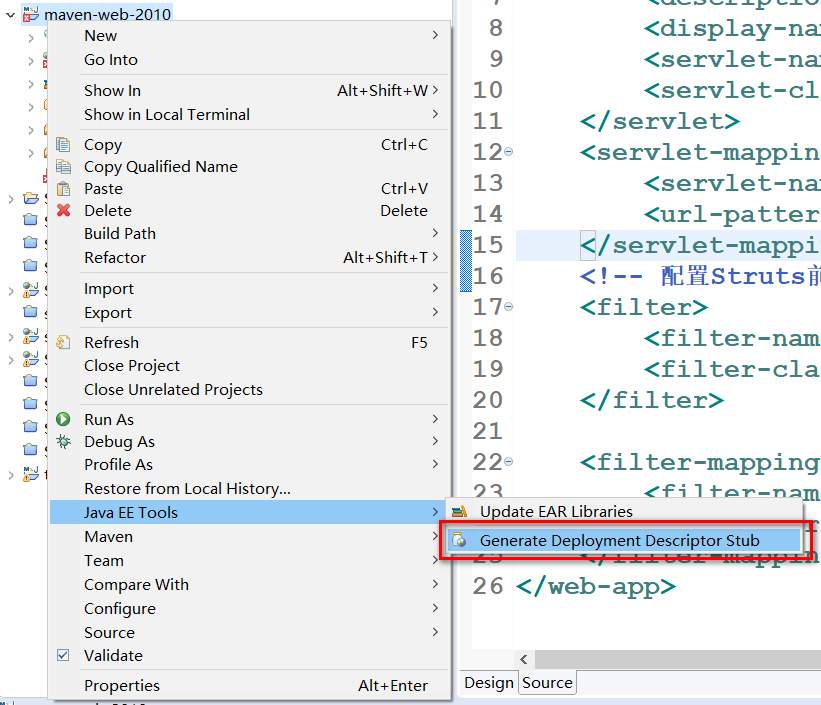 maven-web-2010
New
Go Into
Show In Alt+Shift+W
Show in Local Terminal
Copy Ctrl+C
Copy Qualified Name
Paste Ctrl+V
Delete Delete
Build Path
Refactor Alt+Shift+T
Import
Export
Refresh F5
Close Project
Close Unrelated Projects
Run As
Debug As
Profile As
Restore from Local History...
Java EE Tools
Maven
Team
Compare With
Configure
Source
Validate
Properties Alt+Enter
Update EAR Libraries
Generate Deployment Descriptor Stub
8 <display-na
9 <servlet-na
10 <servlet-cl
11 </servlet>
12 <servlet-mappin
13 <servlet-na
14 <url-patter
15 </servlet-mappi
16 <!-- 配置Struts前
17 <filter>
18 <filter-nam
19 <filter-cla
20 </filter>
21
22 <filter-mapping
23 <filter-nam
26 </web-app>
Design Source